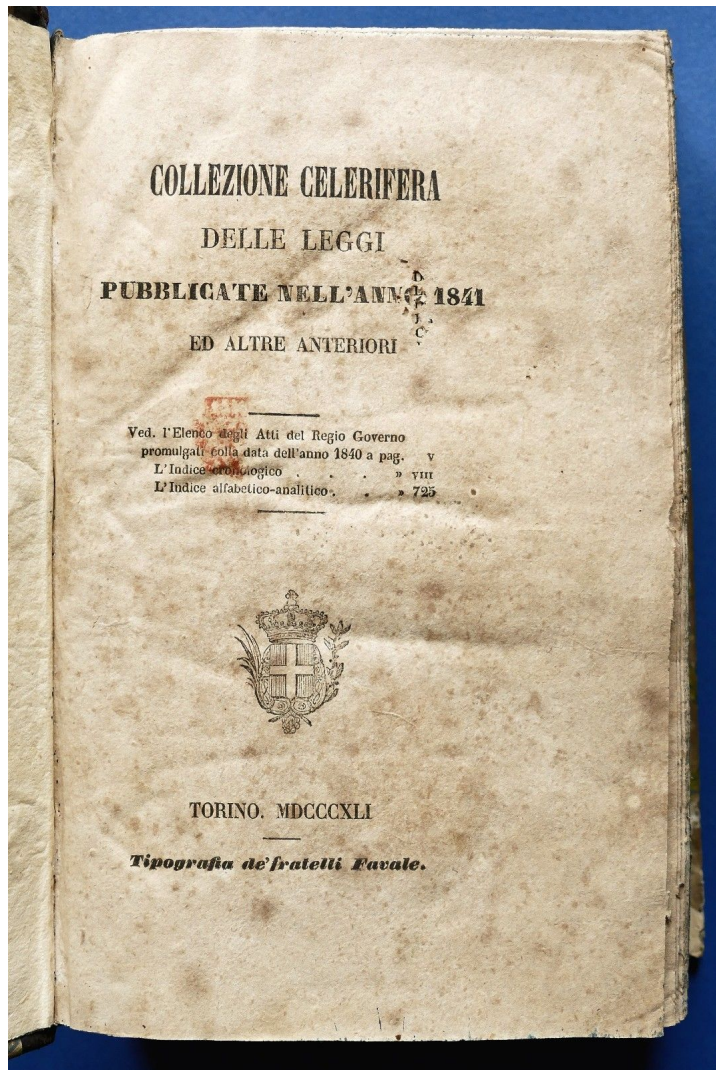 COLLEZIONE CELERIFERA
DELLE LEGGI
PUBBLICATE NELL'ANNO 1841
ED ALTRE ANTERIORI
Ved. l'Elenco degli Atti del Regio Governo
promulgati colla data dell'anno 1840 a pag. v
L'Indice cronologico . . . » viii
L'Indice alfabetico-analitico . . » 725
TORINO. MDCCCXLI
Tipografia de' fratelli Favale.